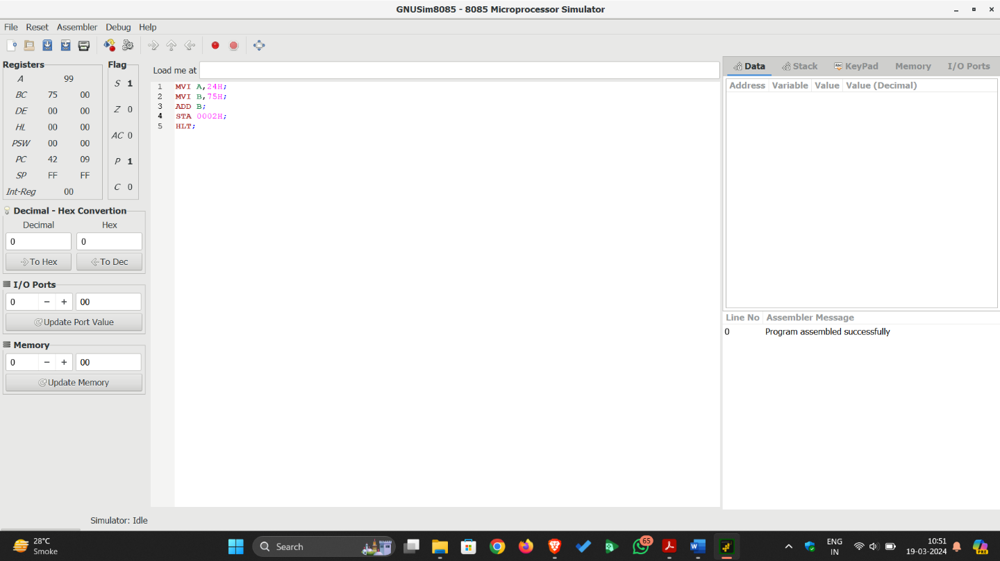 GNUSim8085 - 8085 Microprocessor Simulator
File Reset Assembler Debug Help
Registers
A 99
BC 75 00
DE 00 00
HL 00 00
PSW 00 00
PC 42 09
SP FF FF
Int-Reg 00
Flag
S 1
Z 0
AC 0
P 1
C 0
Decimal - Hex Convertion
Decimal Hex
0 0
To Hex To Dec
I/O Ports
0 − + 00
Update Port Value
Memory
0 − + 00
Update Memory
Load me at
1 MVI A,24H;
2 MVI B,75H;
3 ADD B;
4 STA 0002H;
5 HLT;
Data Stack KeyPad Memory I/O Ports
Address Variable Value Value (Decimal)
Line No Assembler Message
0 Program assembled successfully
Simulator: Idle
28°C
Smoke
Search
65
ENG
IN
10:51
19-03-2024
PRE